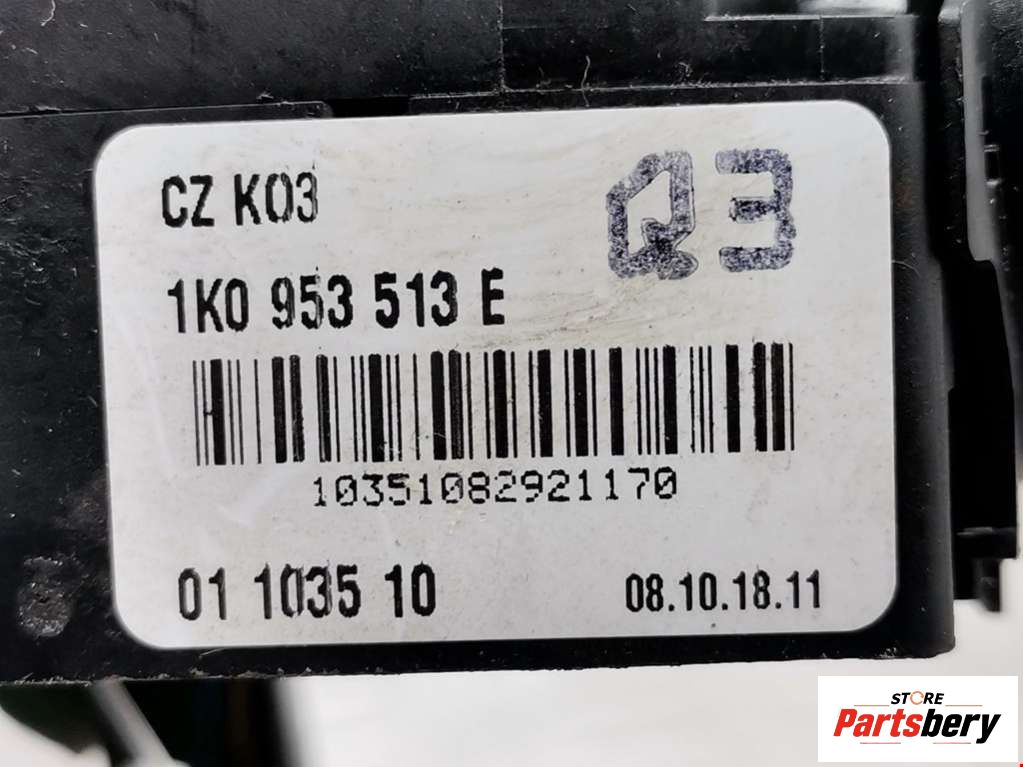 CZ K03
Q3
1K0 953 513 E
10351082921170
01 1035 10
08.10.18.11
STORE
Partsbery